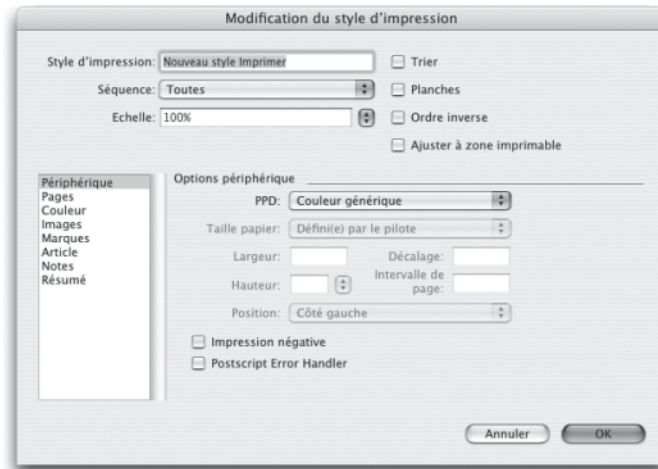 Modification du style d'impression
Style d'impression: Nouveau style Imprimer
Trier
Séquence: Toutes
Planches
Echelle: 100%
Ordre inverse
Ajuster à zone imprimable
Périphérique
Pages
Couleur
Images
Marques
Article
Notes
Résumé
Options périphérique
PPD: Couleur générique
Taille papier: Défini(e) par le pilote
Largeur:
Décalage:
Hauteur:
Intervalle de
page:
Position: Côté gauche
Impression négative
Postscript Error Handler
Annuler
OK